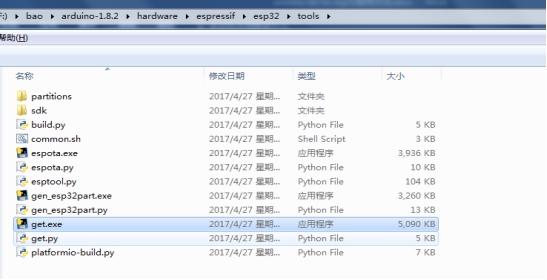 F:) ▸ bao ▸ arduino-1.8.2 ▸ hardware ▸ espressif ▸ esp32 ▸ tools ▸
帮助(H)
名称 修改日期 类型 大小
partitions 2017/4/27 星期... 文件夹
sdk 2017/4/27 星期... 文件夹
build.py 2017/4/27 星期... Python File 5 KB
common.sh 2017/4/27 星期... Shell Script 3 KB
espota.exe 2017/4/27 星期... 应用程序 3,936 KB
espota.py 2017/4/27 星期... Python File 10 KB
esptool.py 2017/4/27 星期... Python File 104 KB
gen_esp32part.exe 2017/4/27 星期... 应用程序 3,260 KB
gen_esp32part.py 2017/4/27 星期... Python File 13 KB
get.exe 2017/4/27 星期... 应用程序 5,090 KB
get.py 2017/4/27 星期... Python File 5 KB
platformio-build.py 2017/4/27 星期... Python File 7 KB